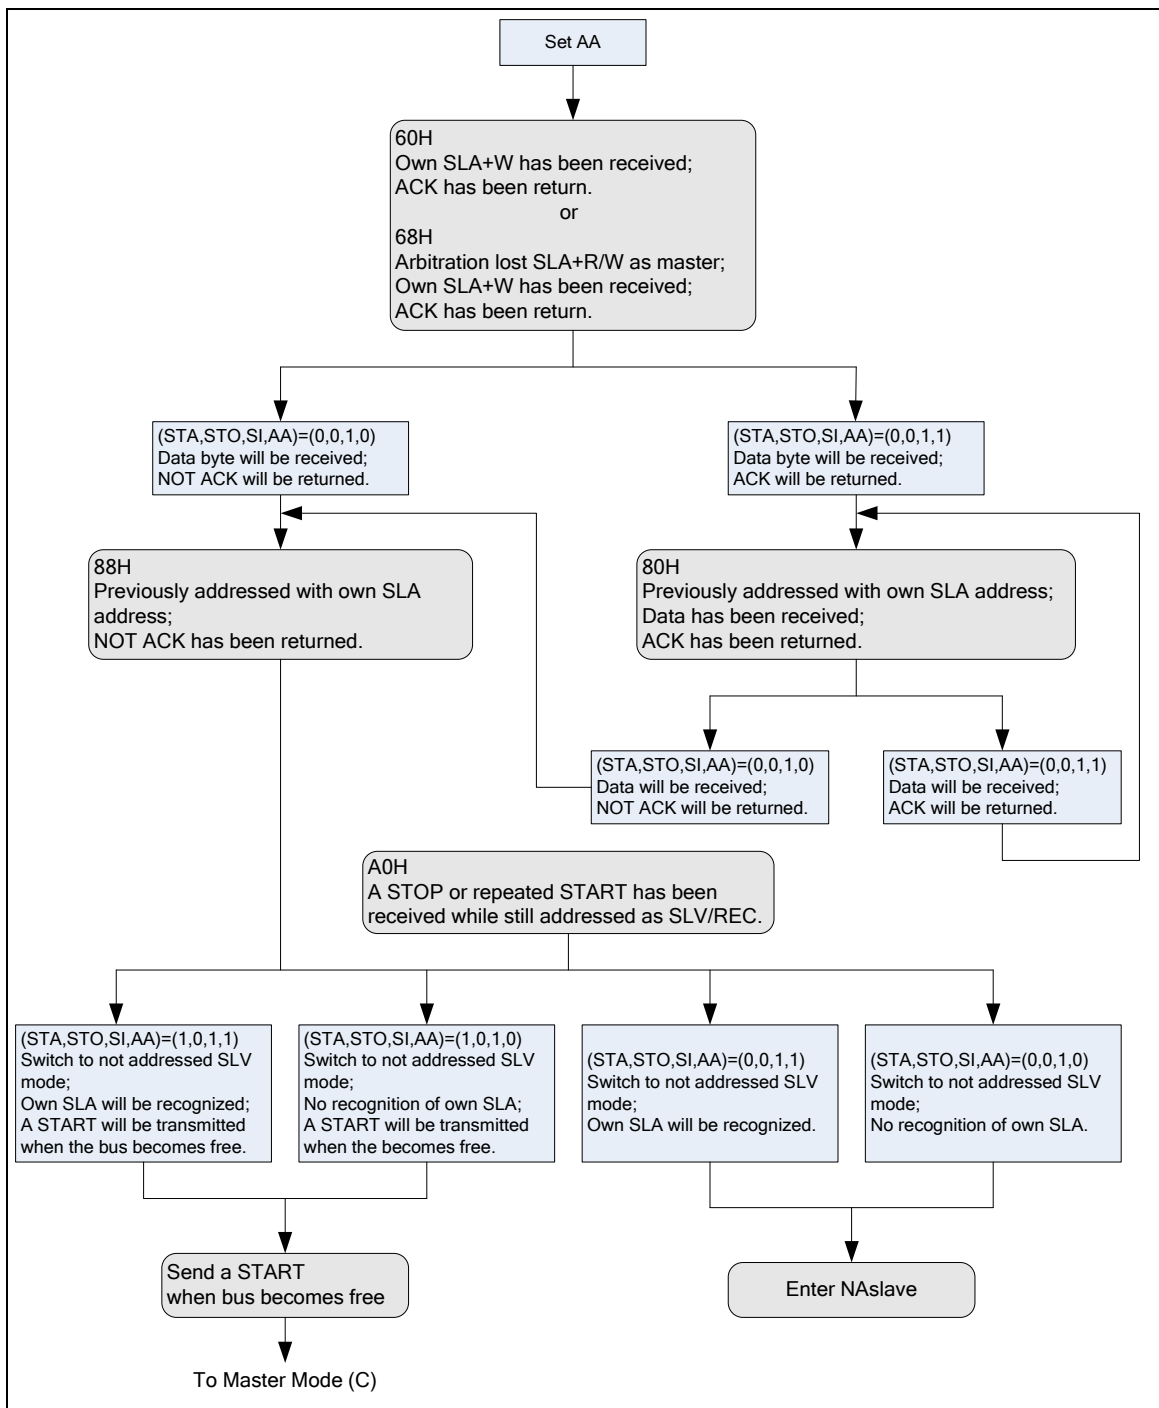 Set AA
60H
Own SLA+W has been received;
ACK has been return.
or
68H
Arbitration lost SLA+R/W as master;
Own SLA+W has been received;
ACK has been return.
(STA,STO,SI,AA)=(0,0,1,0)
Data byte will be received;
NOT ACK will be returned.
(STA,STO,SI,AA)=(0,0,1,1)
Data byte will be received;
ACK will be returned.
88H
Previously addressed with own SLA
address;
NOT ACK has been returned.
80H
Previously addressed with own SLA address;
Data has been received;
ACK has been returned.
(STA,STO,SI,AA)=(0,0,1,0)
Data will be received;
NOT ACK will be returned.
(STA,STO,SI,AA)=(0,0,1,1)
Data will be received;
ACK will be returned.
A0H
A STOP or repeated START has been
received while still addressed as SLV/REC.
(STA,STO,SI,AA)=(1,0,1,1)
Switch to not addressed SLV
mode;
Own SLA will be recognized;
A START will be transmitted
when the bus becomes free.
(STA,STO,SI,AA)=(1,0,1,0)
Switch to not addressed SLV
mode;
No recognition of own SLA;
A START will be transmitted
when the becomes free.
(STA,STO,SI,AA)=(0,0,1,1)
Switch to not addressed SLV
mode;
Own SLA will be recognized.
(STA,STO,SI,AA)=(0,0,1,0)
Switch to not addressed SLV
mode;
No recognition of own SLA.
Send a START
when bus becomes free
Enter NAslave
To Master Mode (C)